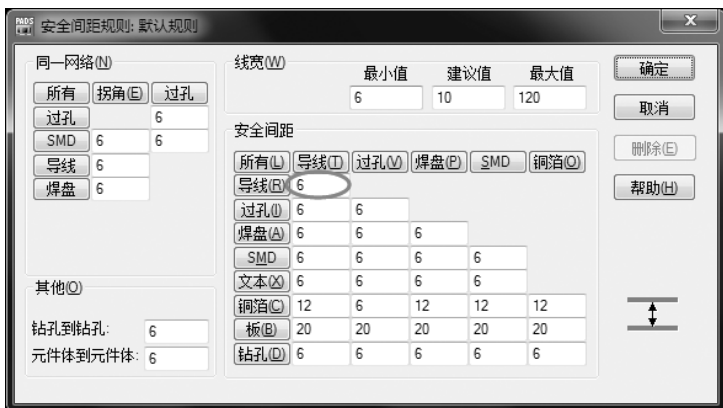 PADS 安全间距规则: 默认规则
同一网络(N)
所有 拐角(E) 过孔
过孔 6
SMD 6 6
导线 6
焊盘 6
其他(O)
钻孔到钻孔: 6
元件体到元件体: 6
线宽(W)
最小值 建议值 最大值
6 10 120
安全间距
所有(L) 导线(T) 过孔(V) 焊盘(P) SMD 铜箔(O)
导线(R) 6
过孔(I) 6 6
焊盘(A) 6 6 6
SMD 6 6 6 6
文本(X) 6 6 6 6
铜箔(C) 12 6 12 12 12
板(B) 20 20 20 20 20
钻孔(D) 6 6 6 6 6
确定
取消
删除(E)
帮助(H)